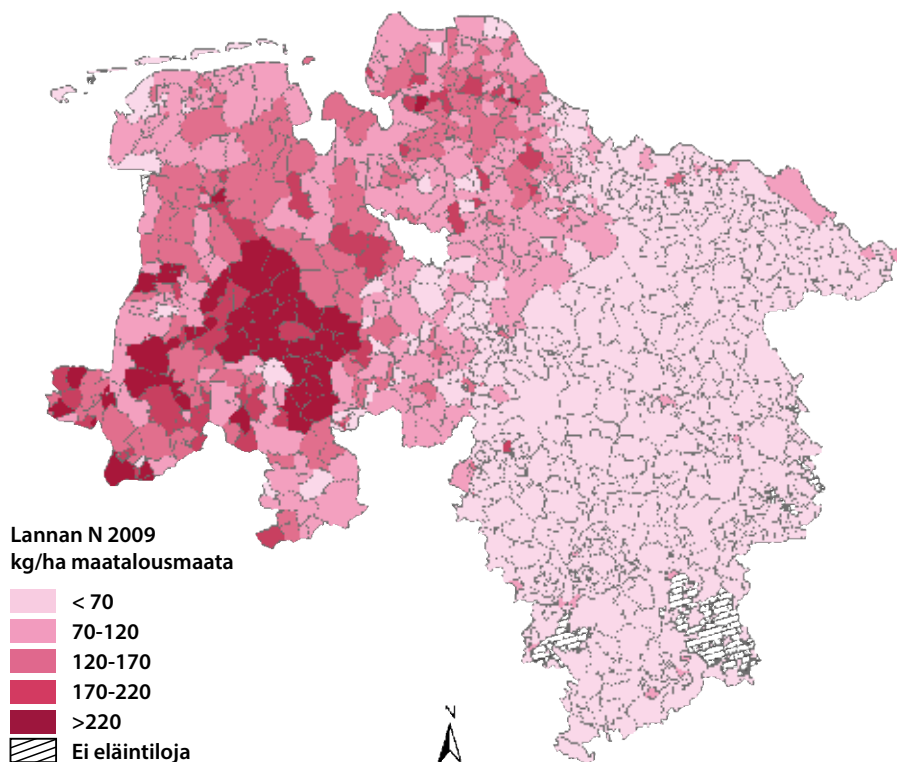 Lannan N 2009
kg/ha maatalousmaata
< 70
70-120
120-170
170-220
>220
Ei eläintiloja
N